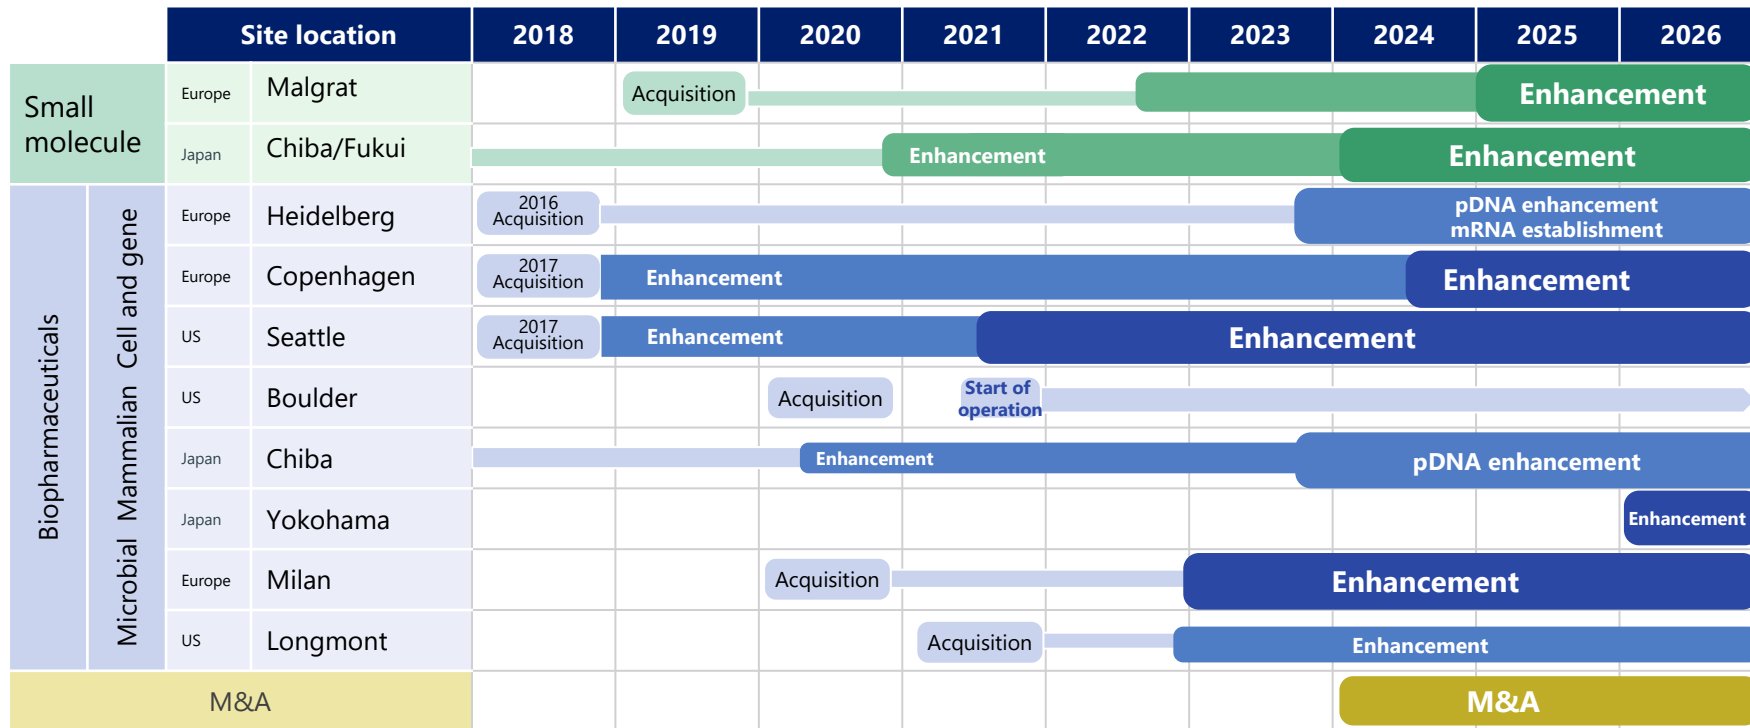 Site location 2018 2019 2020 2021 2022 2023 2024 2025 2026
Small
molecule
Europe Malgrat Acquisition Enhancement
Japan Chiba/Fukui Enhancement Enhancement
Biopharmaceuticals
Microbial Mammalian Cell and gene
Europe Heidelberg 2016
Acquisition
pDNA enhancement
mRNA establishment
Europe Copenhagen 2017
Acquisition
Enhancement Enhancement
US Seattle 2017
Acquisition
Enhancement Enhancement
US Boulder Acquisition Start of
operation
Japan Chiba Enhancement pDNA enhancement
Japan Yokohama Enhancement
Europe Milan Acquisition Enhancement
US Longmont Acquisition Enhancement
M&A M&A